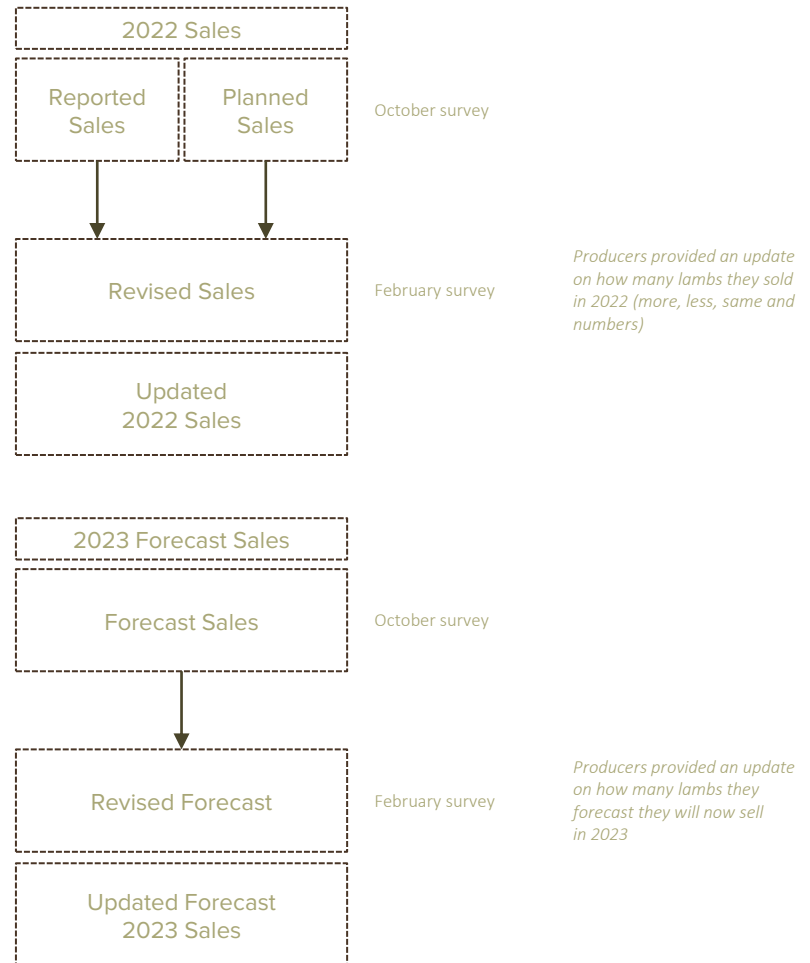 2022 Sales
Reported
Sales
Planned
Sales
October survey
Revised Sales
February survey
Producers provided an update
on how many lambs they sold
in 2022 (more, less, same and
numbers)
Updated
2022 Sales
2023 Forecast Sales
Forecast Sales
October survey
Revised Forecast
February survey
Producers provided an update
on how many lambs they
forecast they will now sell
in 2023
Updated Forecast
2023 Sales